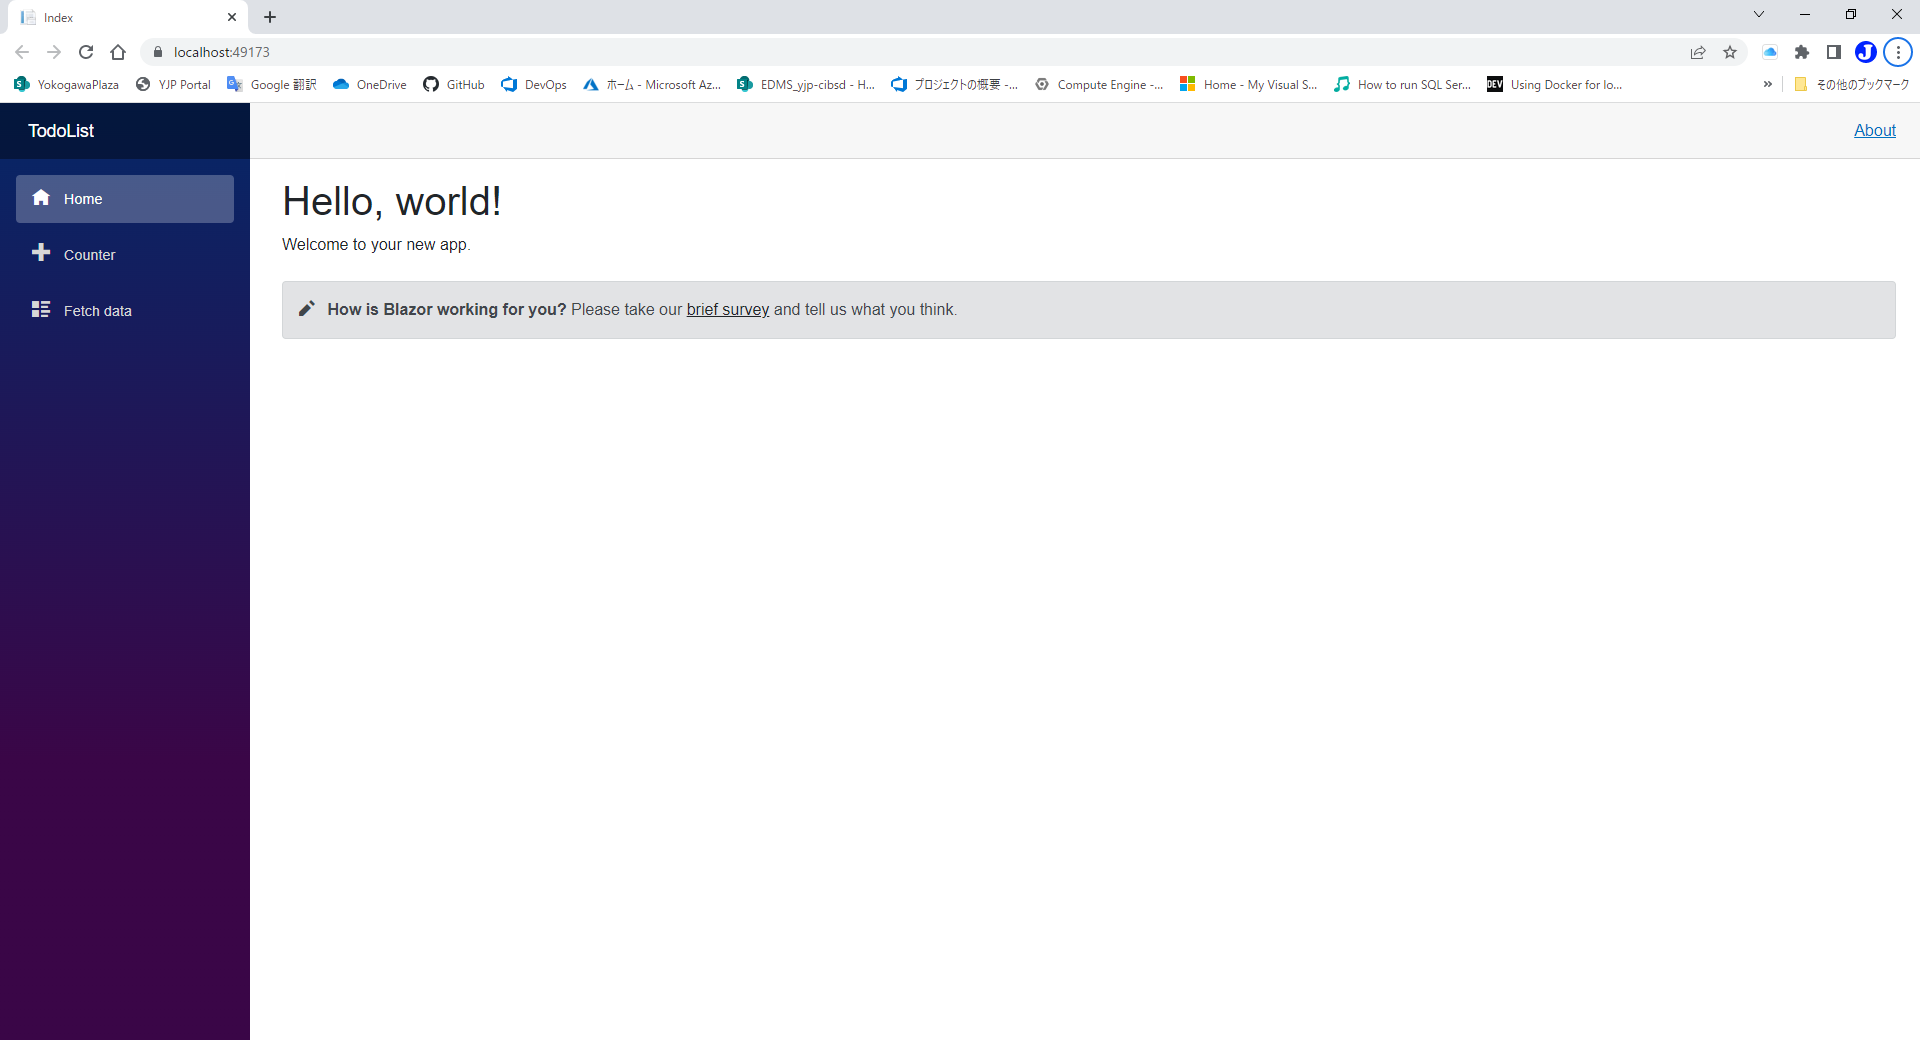 Index
localhost:49173
YokogawaPlaza YJP Portal Google 翻訳 OneDrive GitHub DevOps ホーム - Microsoft Az... EDMS_yjp-cibsd - H... プロジェクトの概要 -... Compute Engine -... Home - My Visual S... How to run SQL Ser... DEV Using Docker for lo... » その他のブックマーク
TodoList
About
Home
Counter
Fetch data
Hello, world!
Welcome to your new app.
How is Blazor working for you? Please take our brief survey and tell us what you think.